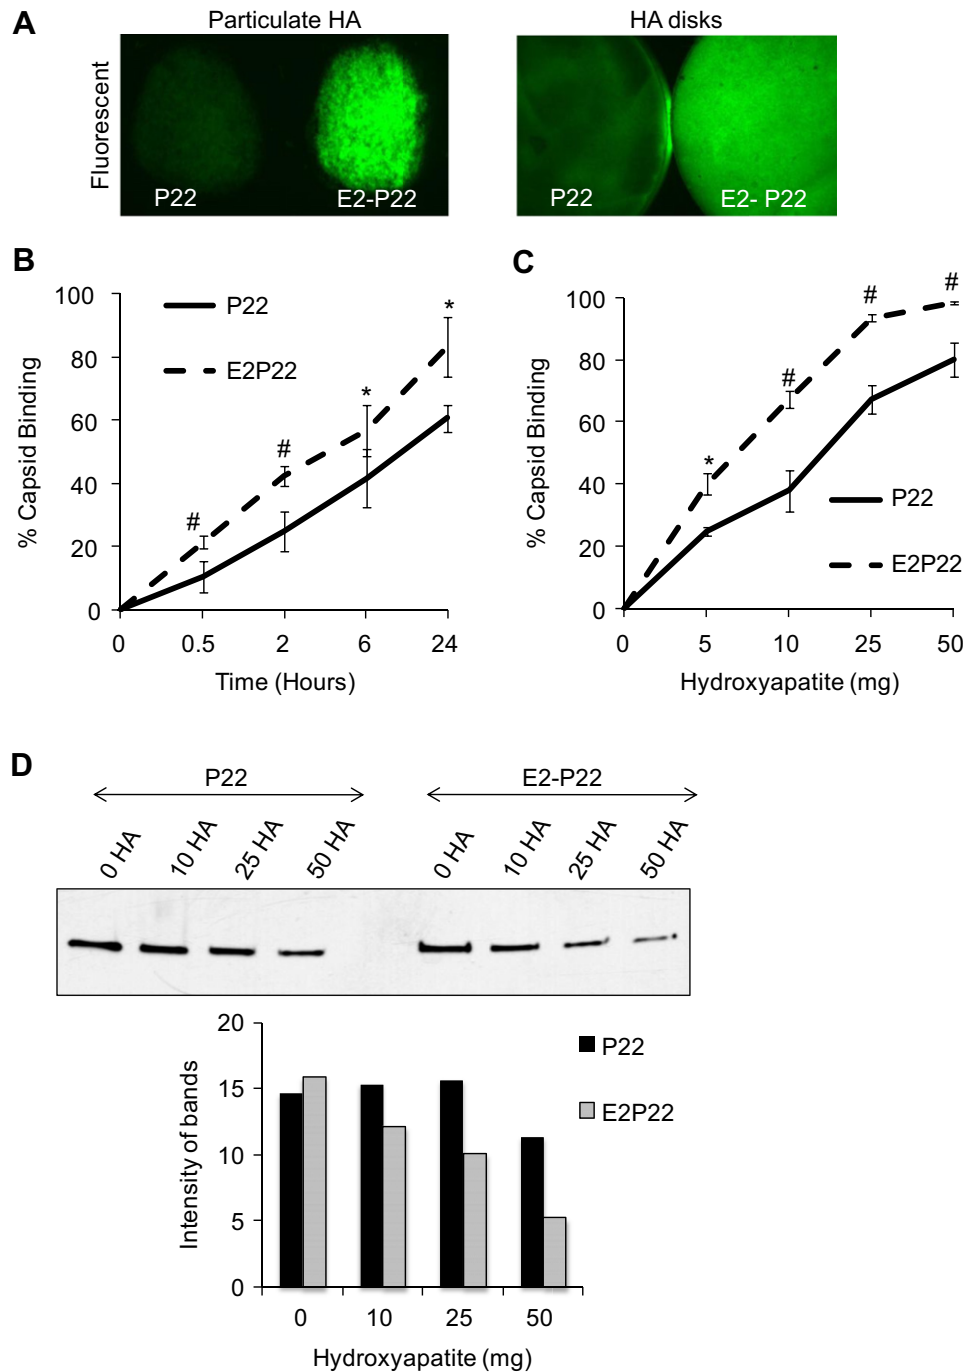 A
Particulate HA
HA disks
Fluorescent
P22
E2-P22
P22
E2- P22
B
100
80
60
40
20
0
% Capsid Binding
P22
E2P22
#
#
*
*
0
0.5
2
6
24
Time (Hours)
C
100
80
60
40
20
0
% Capsid Binding
*
#
#
#
P22
E2P22
0
5
10
25
50
Hydroxyapatite (mg)
D
P22
E2-P22
0 HA
10 HA
25 HA
50 HA
0 HA
10 HA
25 HA
50 HA
20
15
10
5
0
Intensity of bands
P22
E2P22
0
10
25
50
Hydroxyapatite (mg)